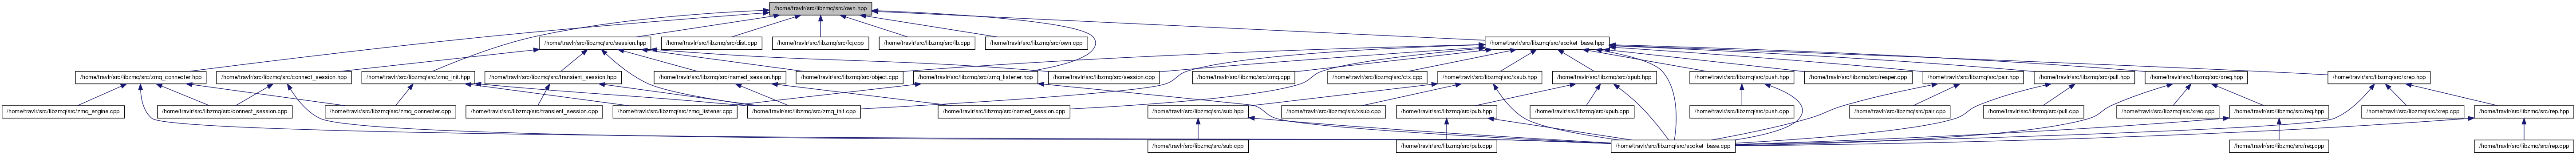 /home/travlr/src/libzmq/src/own.hpp
/home/travlr/src/libzmq/src/session.hpp
/home/travlr/src/libzmq/src/dist.cpp
/home/travlr/src/libzmq/src/fq.cpp
/home/travlr/src/libzmq/src/lb.cpp
/home/travlr/src/libzmq/src/own.cpp
/home/travlr/src/libzmq/src/socket_base.hpp
/home/travlr/src/libzmq/src/zmq_connecter.hpp
/home/travlr/src/libzmq/src/connect_session.hpp
/home/travlr/src/libzmq/src/zmq_init.hpp
/home/travlr/src/libzmq/src/transient_session.hpp
/home/travlr/src/libzmq/src/named_session.hpp
/home/travlr/src/libzmq/src/object.cpp
/home/travlr/src/libzmq/src/zmq_listener.hpp
/home/travlr/src/libzmq/src/session.cpp
/home/travlr/src/libzmq/src/zmq.cpp
/home/travlr/src/libzmq/src/ctx.cpp
/home/travlr/src/libzmq/src/xsub.hpp
/home/travlr/src/libzmq/src/xpub.hpp
/home/travlr/src/libzmq/src/push.hpp
/home/travlr/src/libzmq/src/reaper.cpp
/home/travlr/src/libzmq/src/pair.hpp
/home/travlr/src/libzmq/src/pull.hpp
/home/travlr/src/libzmq/src/xreq.hpp
/home/travlr/src/libzmq/src/xrep.hpp
/home/travlr/src/libzmq/src/zmq_engine.cpp
/home/travlr/src/libzmq/src/connect_session.cpp
/home/travlr/src/libzmq/src/zmq_connecter.cpp
/home/travlr/src/libzmq/src/transient_session.cpp
/home/travlr/src/libzmq/src/zmq_listener.cpp
/home/travlr/src/libzmq/src/zmq_init.cpp
/home/travlr/src/libzmq/src/named_session.cpp
/home/travlr/src/libzmq/src/sub.hpp
/home/travlr/src/libzmq/src/xsub.cpp
/home/travlr/src/libzmq/src/pub.hpp
/home/travlr/src/libzmq/src/xpub.cpp
/home/travlr/src/libzmq/src/push.cpp
/home/travlr/src/libzmq/src/pair.cpp
/home/travlr/src/libzmq/src/pull.cpp
/home/travlr/src/libzmq/src/xreq.cpp
/home/travlr/src/libzmq/src/req.hpp
/home/travlr/src/libzmq/src/xrep.cpp
/home/travlr/src/libzmq/src/rep.hpp
/home/travlr/src/libzmq/src/sub.cpp
/home/travlr/src/libzmq/src/pub.cpp
/home/travlr/src/libzmq/src/socket_base.cpp
/home/travlr/src/libzmq/src/req.cpp
/home/travlr/src/libzmq/src/rep.cpp